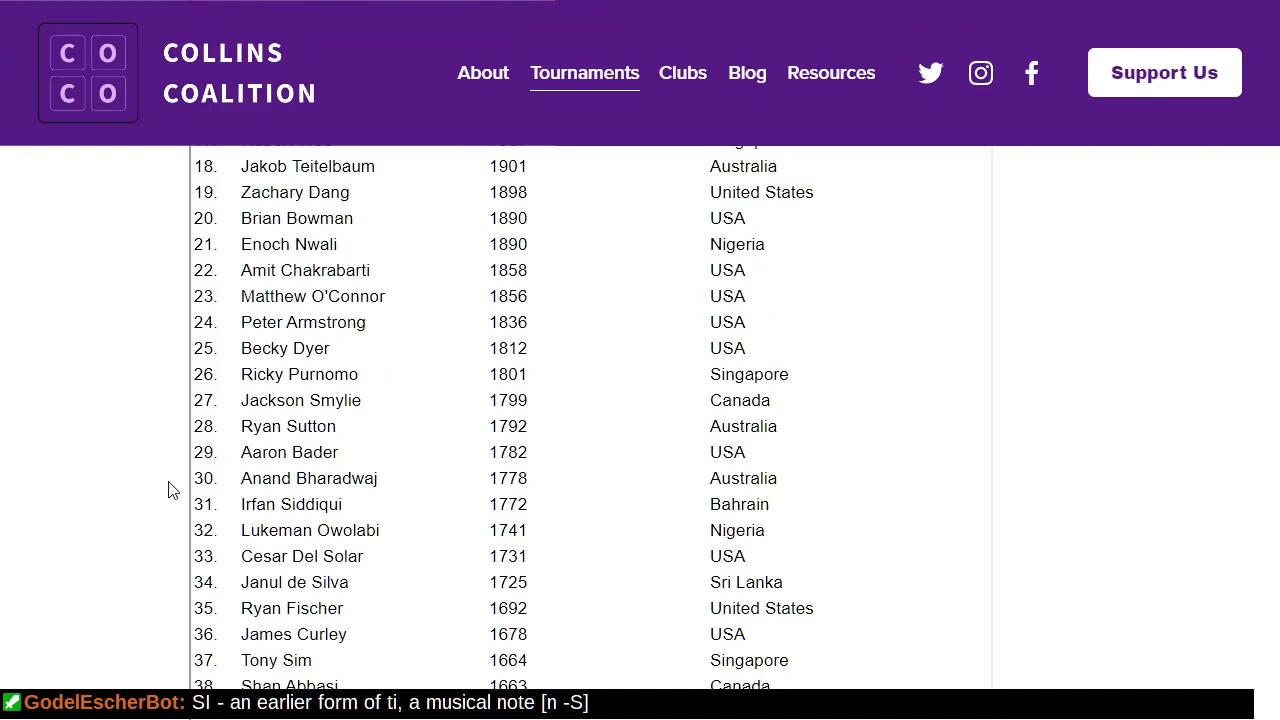 C O
C O
COLLINS
COALITION
About Tournaments Clubs Blog Resources Support Us
18. Jakob Teitelbaum 1901 Australia
19. Zachary Dang 1898 United States
20. Brian Bowman 1890 USA
21. Enoch Nwali 1890 Nigeria
22. Amit Chakrabarti 1858 USA
23. Matthew O'Connor 1856 USA
24. Peter Armstrong 1836 USA
25. Becky Dyer 1812 USA
26. Ricky Purnomo 1801 Singapore
27. Jackson Smylie 1799 Canada
28. Ryan Sutton 1792 Australia
29. Aaron Bader 1782 USA
30. Anand Bharadwaj 1778 Australia
31. Irfan Siddiqui 1772 Bahrain
32. Lukeman Owolabi 1741 Nigeria
33. Cesar Del Solar 1731 USA
34. Janul de Silva 1725 Sri Lanka
35. Ryan Fischer 1692 United States
36. James Curley 1678 USA
37. Tony Sim 1664 Singapore
38. Shan Abbasi 1663 Canada
GodelEscherBot: SI - an earlier form of ti, a musical note [n -S]